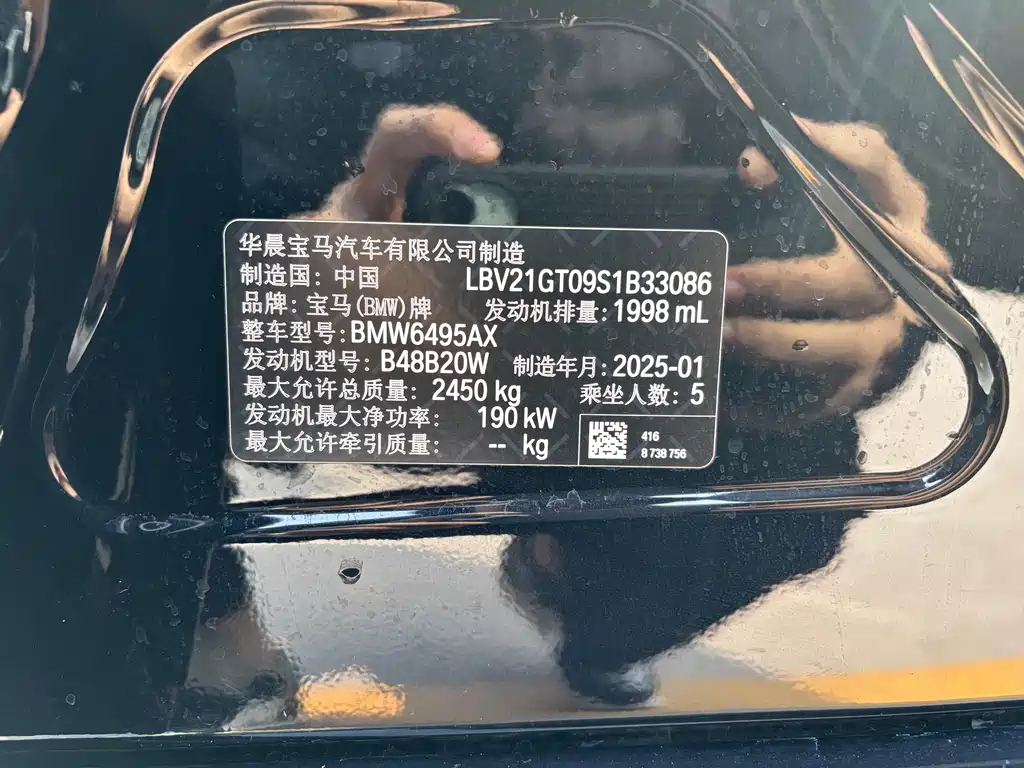 华晨宝马汽车有限公司制造
制造国: 中国 LBV21GT09S1B33086
品牌: 宝马(BMW)牌 发动机排量: 1998 mL
整车型号: BMW6495AX
发动机型号: B48B20W 制造年月: 2025-01
最大允许总质量: 2450 kg 乘坐人数: 5
发动机最大净功率: 190 kW
最大允许牵引质量: -- kg
416
8 738 756